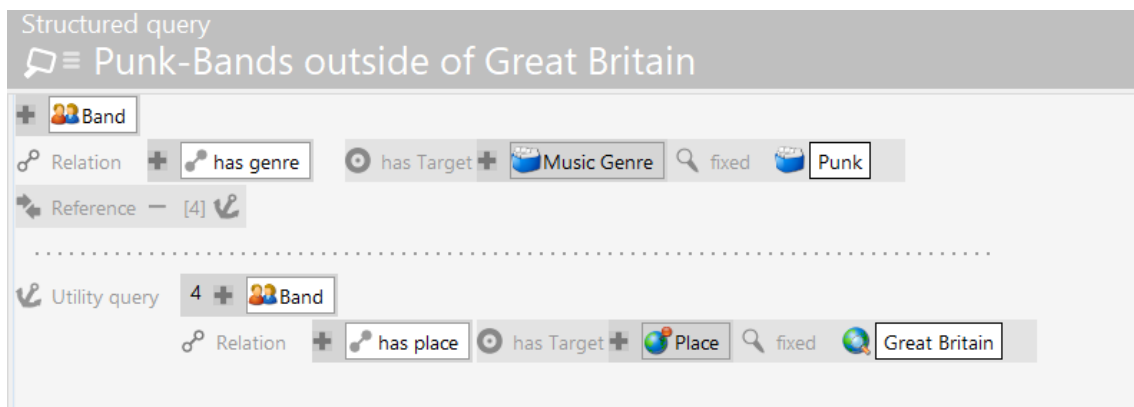 Structured query
Punk-Bands outside of Great Britain
Band
Relation has genre has Target Music Genre fixed Punk
Reference [4]
Utility query 4 Band
Relation has place has Target Place fixed Great Britain